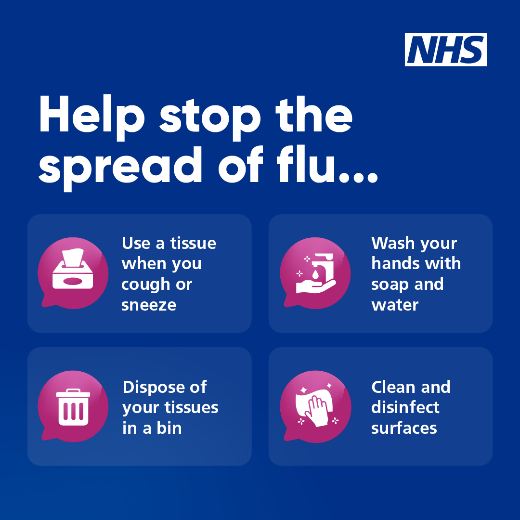 NHS
Help stop the
spread of flu...
Use a tissue
when you
cough or
sneeze
Wash your
hands with
soap and
water
Dispose of
your tissues
in a bin
Clean and
disinfect
surfaces